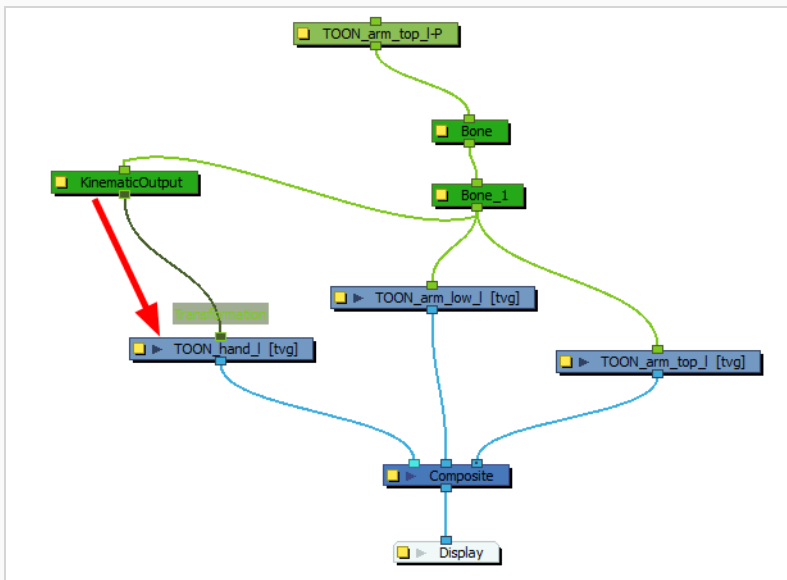 TOON_arm_top_l-P
Bone
KinematicOutput
Bone_1
TOON_arm_low_l [tvg]
Transformation
TOON_hand_l [tvg]
TOON_arm_top_l [tvg]
Composite
Display